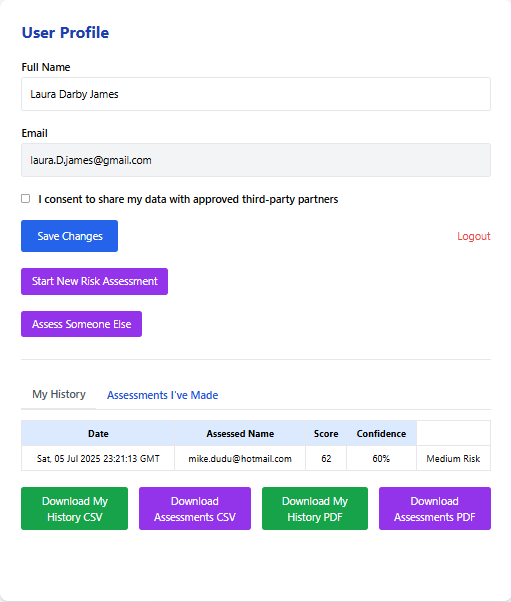 User Profile
Full Name
Laura Darby James
Email
laura.D.james@gmail.com
I consent to share my data with approved third-party partners
Save Changes
Logout
Start New Risk Assessment
Assess Someone Else
My History
Assessments I've Made
Date Assessed Name Score Confidence
Sat, 05 Jul 2025 23:21:13 GMT mike.dudu@hotmail.com 62 60% Medium Risk
Download My
History CSV
Download
Assessments CSV
Download My
History PDF
Download
Assessments PDF